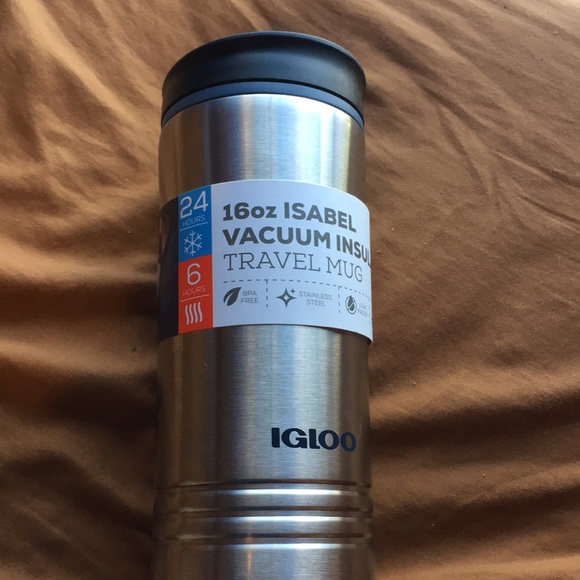 24
HOURS
6
HOURS
16oz ISABEL
VACUUM INSUL
TRAVEL MUG
BPA
FREE
STAINLESS
STEEL
IGLOO